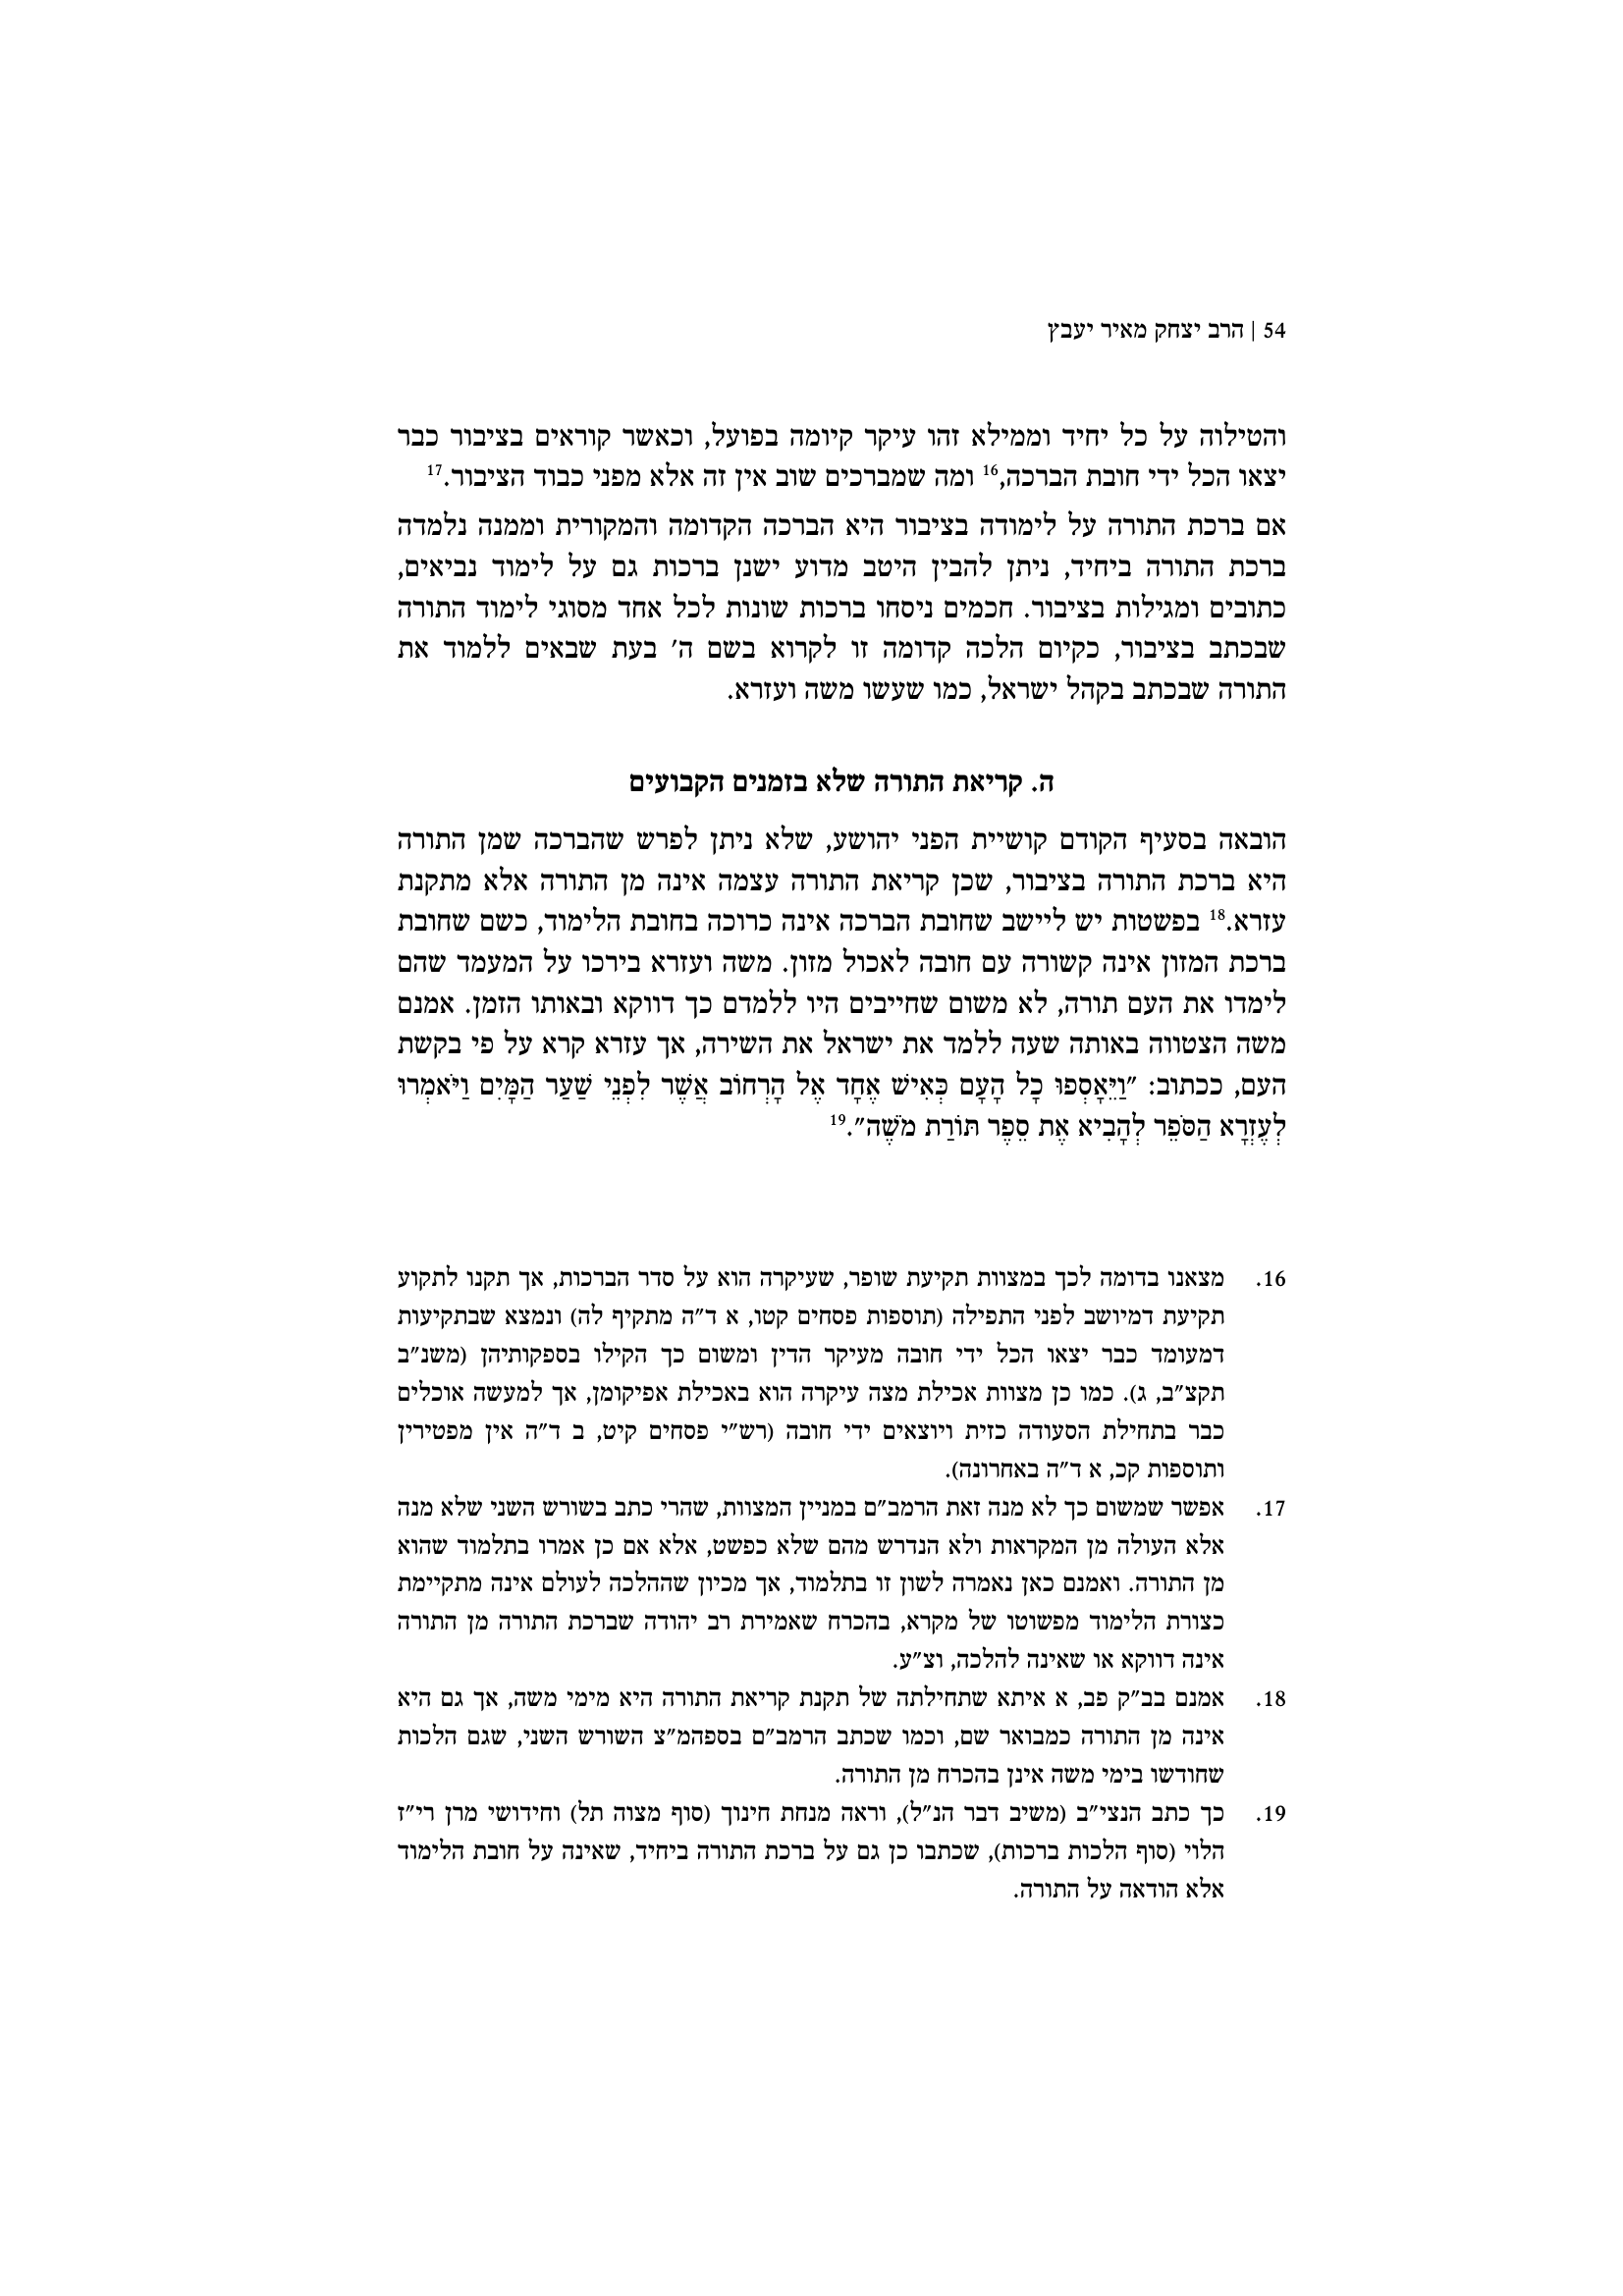 54 | הרב יצחק מאיר יעבץ
והטילוה על כל יחיד וממילא זהו עיקר קיומה בפועל, וכאשר קוראים בציבור כבר
יצאו הכל ידי חובת הברכה,16 ומה שמברכים שוב אין זה אלא מפני כבוד הציבור.17
אם ברכת התורה על לימודה בציבור היא הברכה הקדומה והמקורית וממנה נלמדה
ברכת התורה ביחיד, ניתן להבין היטב מדוע ישנן ברכות גם על לימוד נביאים,
כתובים ומגילות בציבור. חכמים ניסחו ברכות שונות לכל אחד מסוגי לימוד התורה
שבכתב בציבור, כקיום הלכה קדומה זו לקרוא בשם ה׳ בעת שבאים ללמוד את
התורה שבכתב בקהל ישראל, כמו שעשו משה ועזרא.
ה. קריאת התורה שלא בזמנים הקבועים
הובאה בסעיף הקודם קושיית הפני יהושע, שלא ניתן לפרש שהברכה שמן התורה
היא ברכת התורה בציבור, שכן קריאת התורה עצמה אינה מן התורה אלא מתקנת
עזרא.18 בפשטות יש ליישב שחובת הברכה אינה כרוכה בחובת הלימוד, כשם שחובת
ברכת המזון אינה קשורה עם חובה לאכול מזון. משה ועזרא בירכו על המעמד שהם
לימדו את העם תורה, לא משום שחייבים היו ללמדם כך דווקא ובאותו הזמן. אמנם
משה הצטווה באותה שעה ללמד את ישראל את השירה, אך עזרא קרא על פי בקשת
העם, ככתוב: ״וַיֵּאָסְפוּ כָל הָעָם כְּאִישׁ אֶחָד אֶל הָרְחוֹב אֲשֶׁר לִפְנֵי שַׁעַר הַמָּיִם וַיֹּאמְרוּ
לְעֶזְרָא הַסֹּפֵר לְהָבִיא אֶת סֵפֶר תּוֹרַת מֹשֶׁה״.19
16. מצאנו בדומה לכך במצוות תקיעת שופר, שעיקרה הוא על סדר הברכות, אך תקנו לתקוע
תקיעת דמיושב לפני התפילה (תוספות פסחים קטו, א ד״ה מתקיף לה) ונמצא שבתקיעות
דמעומד כבר יצאו הכל ידי חובה מעיקר הדין ומשום כך הקילו בספקותיהן (משנ״ב
תקצ״ב, ג). כמו כן מצוות אכילת מצה עיקרה הוא באכילת אפיקומן, אך למעשה אוכלים
כבר בתחילת הסעודה כזית ויוצאים ידי חובה (רש״י פסחים קיט, ב ד״ה אין מפטירין
ותוספות קכ, א ד״ה באחרונה).
17. אפשר שמשום כך לא מנה זאת הרמב״ם במניין המצוות, שהרי כתב בשורש השני שלא מנה
אלא העולה מן המקראות ולא הנדרש מהם שלא כפשט, אלא אם כן אמרו בתלמוד שהוא
מן התורה. ואמנם כאן נאמרה לשון זו בתלמוד, אך מכיון שההלכה לעולם אינה מתקיימת
כצורת הלימוד מפשוטו של מקרא, בהכרח שאמירת רב יהודה שברכת התורה מן התורה
אינה דווקא או שאינה להלכה, וצ״ע.
18. אמנם בב״ק פב, א איתא שתחילתה של תקנת קריאת התורה היא מימי משה, אך גם היא
אינה מן התורה כמבואר שם, וכמו שכתב הרמב״ם בספהמ״צ השורש השני, שגם הלכות
שחודשו בימי משה אינן בהכרח מן התורה.
19. כך כתב הנצי״ב (משיב דבר הנ״ל), וראה מנחת חינוך (סוף מצוה תל) וחידושי מרן רי״ז
הלוי (סוף הלכות ברכות), שכתבו כן גם על ברכת התורה ביחיד, שאינה על חובת הלימוד
אלא הודאה על התורה.